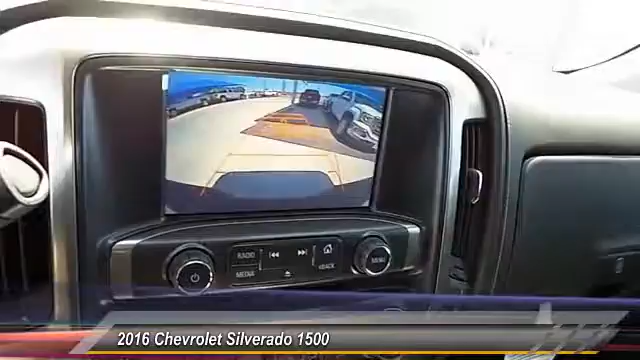 RADIO
MEDIA
BACK
MENU
2016 Chevrolet Silverado 1500